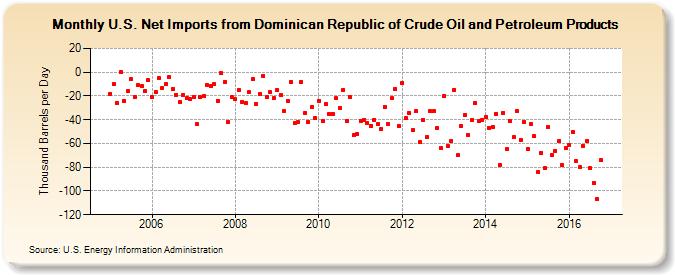 Monthly U.S. Net Imports from Dominican Republic of Crude Oil and Petroleum Products
Thousand Barrels per Day
20
0
-20
-40
-60
-80
-100
-120
2006 2008 2010 2012 2014 2016
Source: U.S. Energy Information Administration